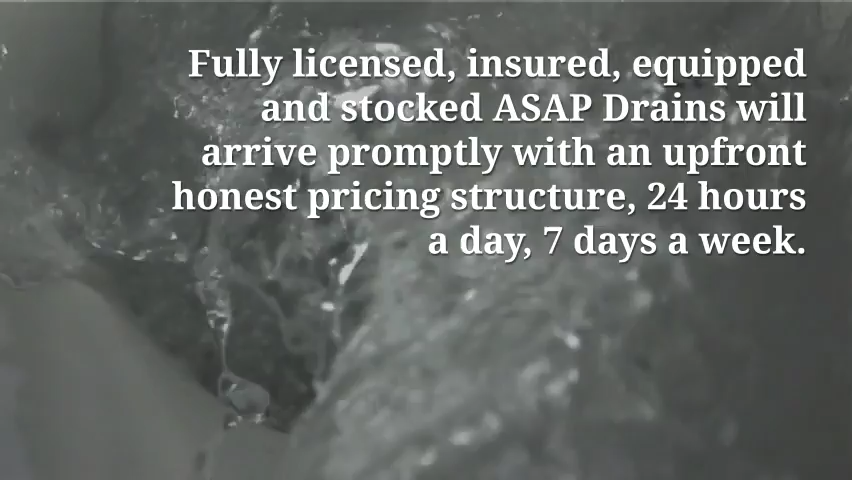 Fully licensed, insured, equipped
and stocked ASAP Drains will
arrive promptly with an upfront
honest pricing structure, 24 hours
a day, 7 days a week.